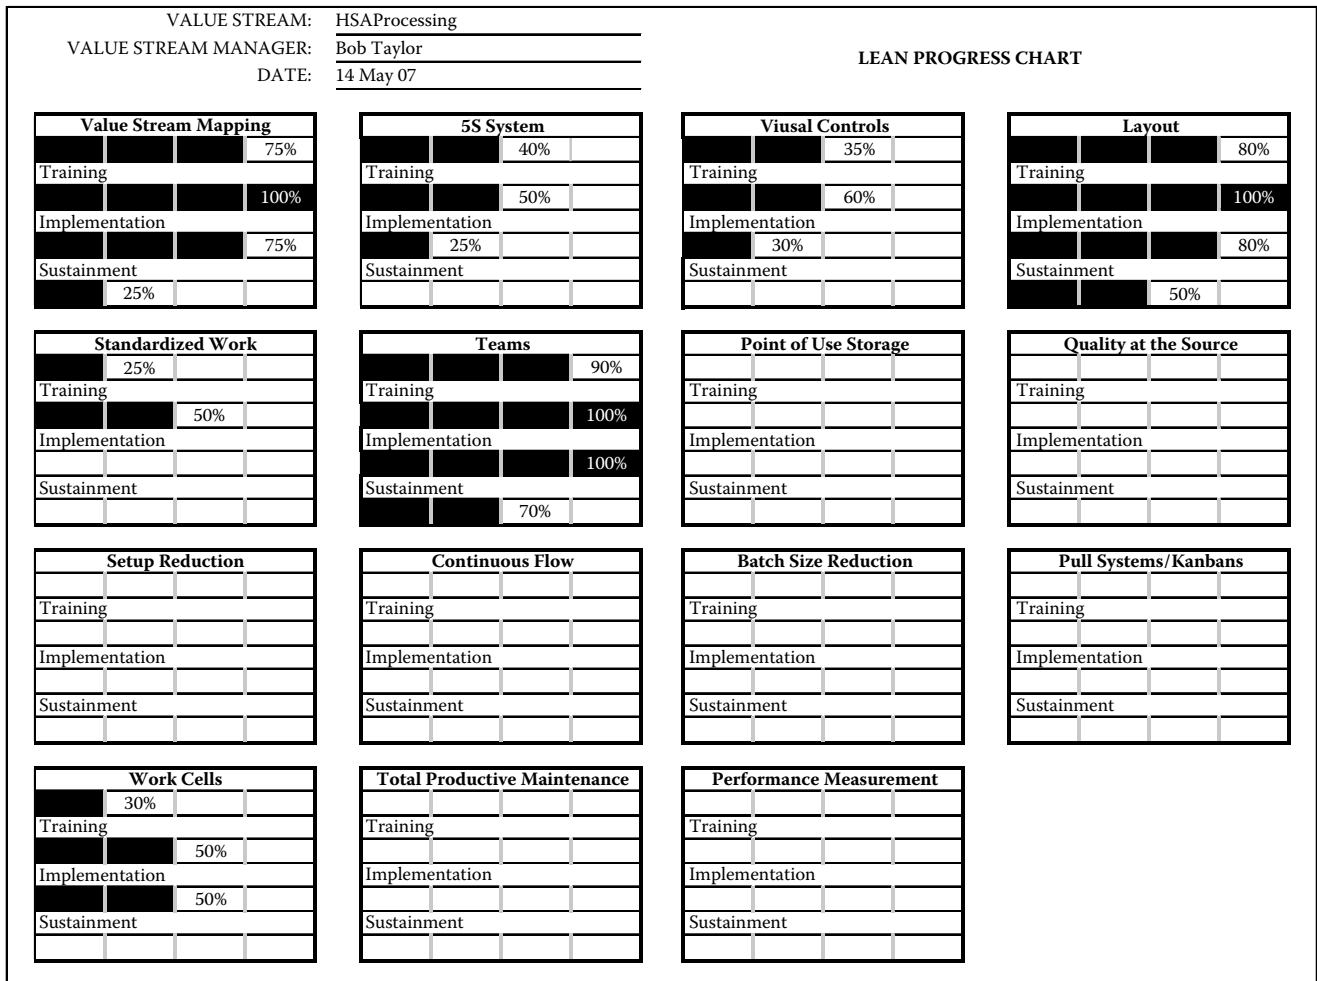 VALUE STREAM: HSAProcessing
VALUE STREAM MANAGER: Bob Taylor
DATE: 14 May 07
LEAN PROGRESS CHART
Value Stream Mapping
75%
Training
100%
Implementation
75%
Sustainment
25%
5S System
40%
Training
50%
Implementation
25%
Sustainment
Viusal Controls
35%
Training
60%
Implementation
30%
Sustainment
Layout
80%
Training
100%
Implementation
80%
Sustainment
50%
Standardized Work
25%
Training
50%
Implementation
Sustainment
Teams
90%
Training
100%
Implementation
100%
Sustainment
70%
Point of Use Storage
Training
Implementation
Sustainment
Quality at the Source
Training
Implementation
Sustainment
Setup Reduction
Training
Implementation
Sustainment
Continuous Flow
Training
Implementation
Sustainment
Batch Size Reduction
Training
Implementation
Sustainment
Pull Systems/Kanbans
Training
Implementation
Sustainment
Work Cells
30%
Training
50%
Implementation
50%
Sustainment
Total Productive Maintenance
Training
Implementation
Sustainment
Performance Measurement
Training
Implementation
Sustainment